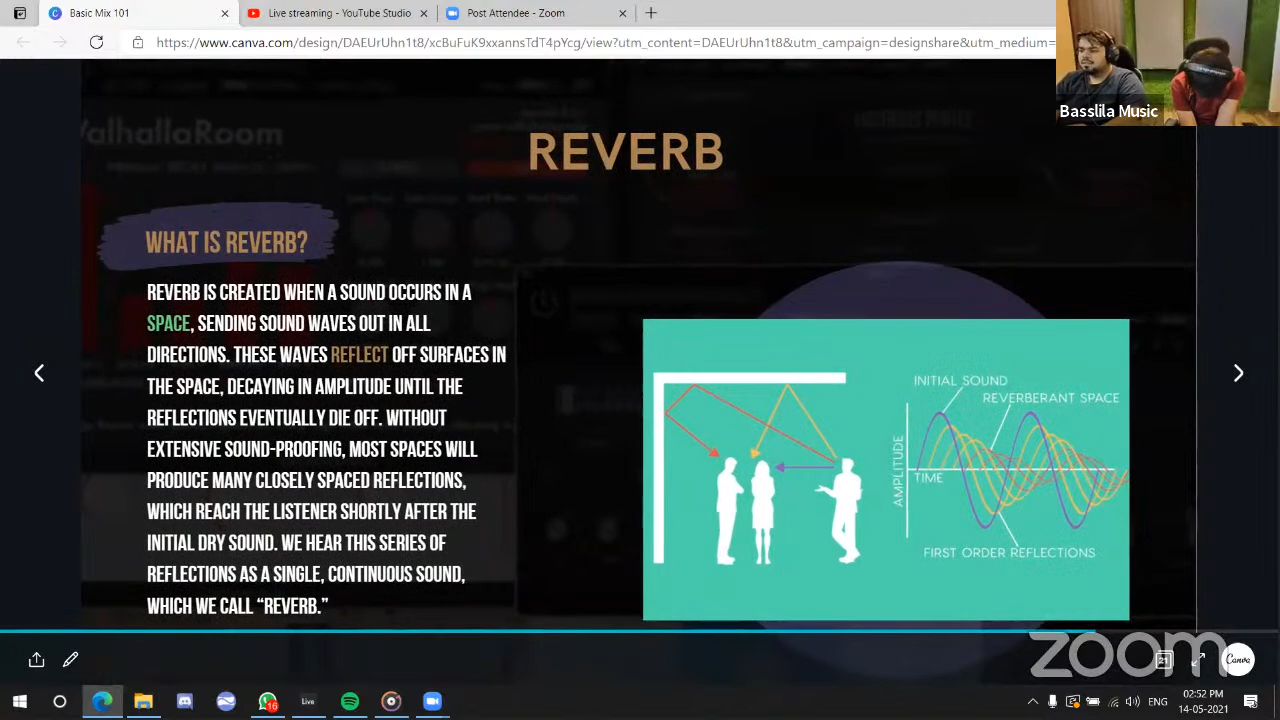 Basic Mix 101
Live streaming - YouTube Studio
Post Attendee - Zoom
https://www.canva.com/design/DAEUrUhn1t8/xcBuFuK9xxannsTdT4pYcg/view?utm_content=DAEUrUhn1t8&utm_campaign=designshare&utm_medium=
Basslila Music
ValhallaRoom
REVERB
WHAT IS REVERB?
REVERB IS CREATED WHEN A SOUND OCCURS IN A
SPACE, SENDING SOUND WAVES OUT IN ALL
DIRECTIONS. THESE WAVES REFLECT OFF SURFACES IN
THE SPACE, DECAYING IN AMPLITUDE UNTIL THE
REFLECTIONS EVENTUALLY DIE OFF. WITHOUT
EXTENSIVE SOUND-PROOFING, MOST SPACES WILL
PRODUCE MANY CLOSELY SPACED REFLECTIONS,
WHICH REACH THE LISTENER SHORTLY AFTER THE
INITIAL DRY SOUND. WE HEAR THIS SERIES OF
REFLECTIONS AS A SINGLE, CONTINUOUS SOUND,
WHICH WE CALL “REVERB.”
INITIAL SOUND
REVERBERANT SPACE
AMPLITUDE
TIME
FIRST ORDER REFLECTIONS
zoom
21
Canva
16
Live
ENG
02:52 PM
14-05-2021